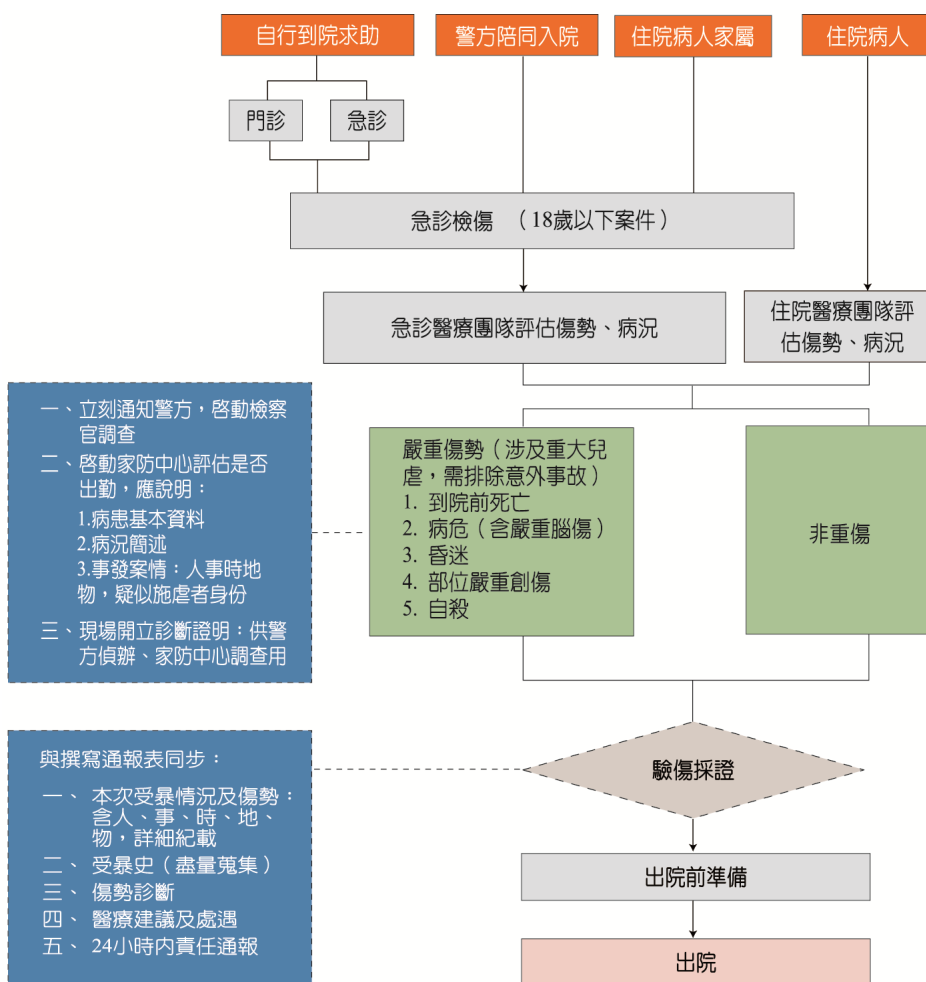 自行到院求助
警方陪同入院
住院病人家屬
住院病人
門診
急診
急診檢傷 （18歲以下案件）
急診醫療團隊評估傷勢、病況
住院醫療團隊評
估傷勢、病況
一、立刻通知警方，啓動檢察
官調查
二、啓動家防中心評估是否
出勤，應說明：
1.病患基本資料
2.病況簡述
3.事發案情：人事時地
物，疑似施虐者身份
三、現場開立診斷證明：供警
方偵辦、家防中心調查用
嚴重傷勢（涉及重大兒
虐，需排除意外事故）
1. 到院前死亡
2. 病危（含嚴重腦傷）
3. 昏迷
4. 部位嚴重創傷
5. 自殺
非重傷
與撰寫通報表同步：
一、 本次受暴情況及傷勢：
含人、事、時、地、
物，詳細紀載
二、 受暴史（盡量蒐集）
三、 傷勢診斷
四、 醫療建議及處遇
五、 24小時內責任通報
驗傷採證
出院前準備
出院